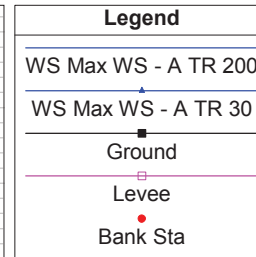 Legend
WS Max WS - A TR 200
WS Max WS - A TR 30
Ground
Levee
Bank Sta